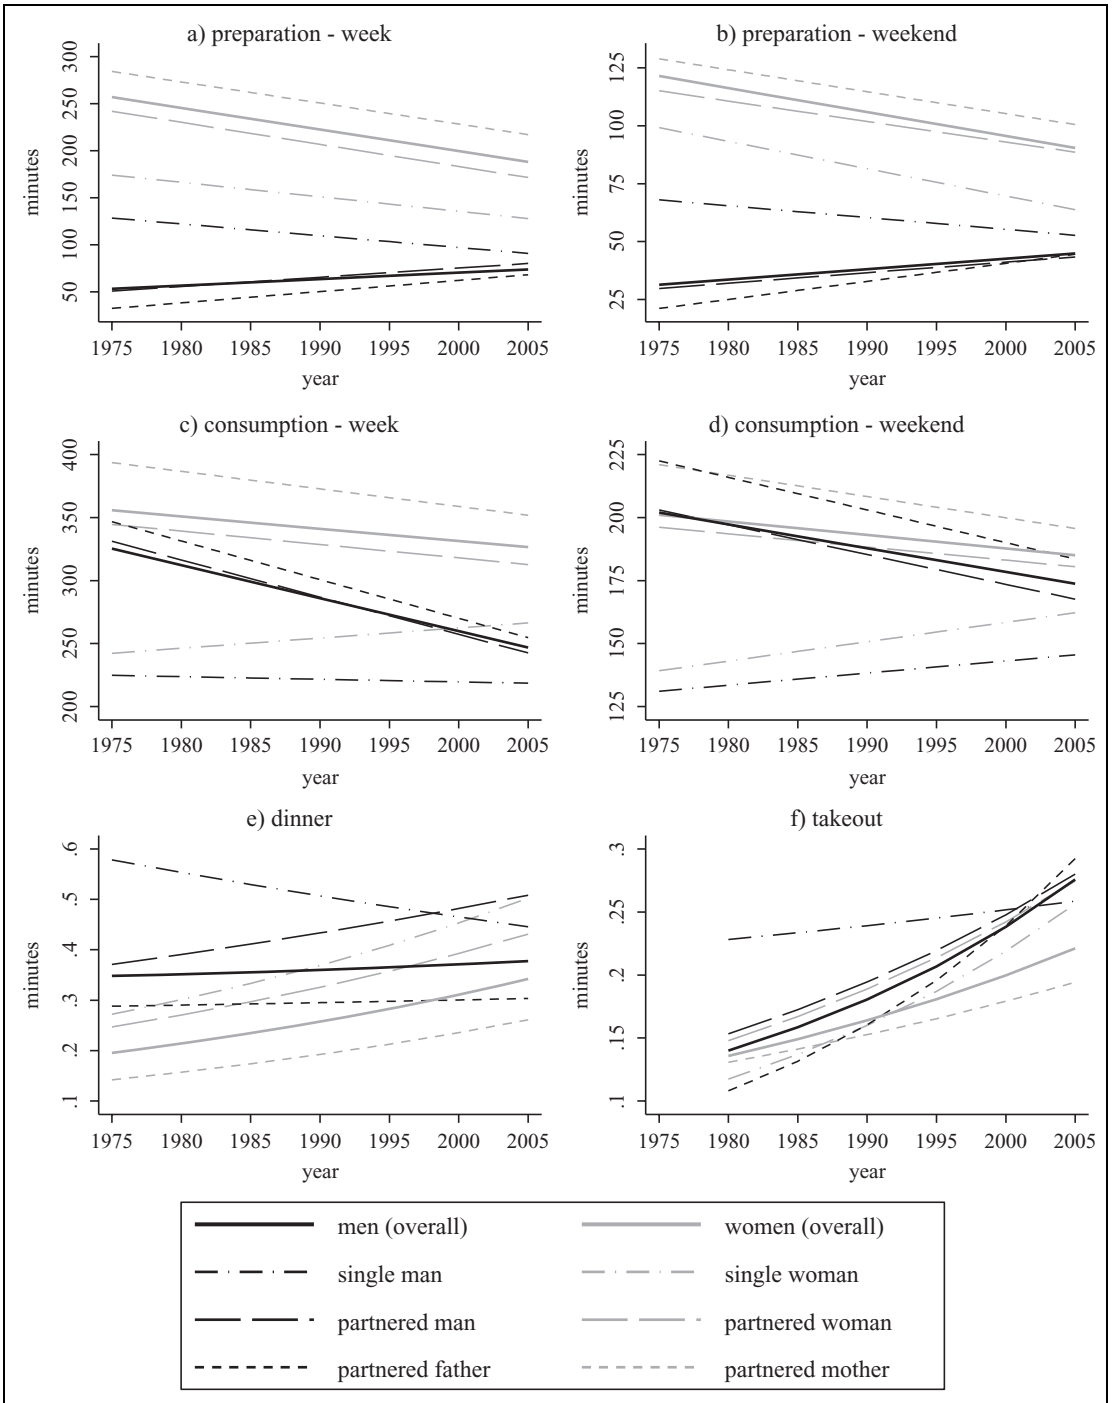 a) preparation - week
b) preparation - weekend
300
250
200
150
100
50
minutes
1975 1980 1985 1990 1995 2000 2005
year
125
100
75
50
25
minutes
1975 1980 1985 1990 1995 2000 2005
year
c) consumption - week
d) consumption - weekend
400
350
300
250
200
minutes
1975 1980 1985 1990 1995 2000 2005
year
225
200
175
150
125
minutes
1975 1980 1985 1990 1995 2000 2005
year
e) dinner
f) takeout
.6
.5
.4
.3
.2
.1
minutes
1975 1980 1985 1990 1995 2000 2005
year
.3
.25
.2
.15
.1
minutes
1975 1980 1985 1990 1995 2000 2005
year
men (overall) women (overall)
single man single woman
partnered man partnered woman
partnered father partnered mother